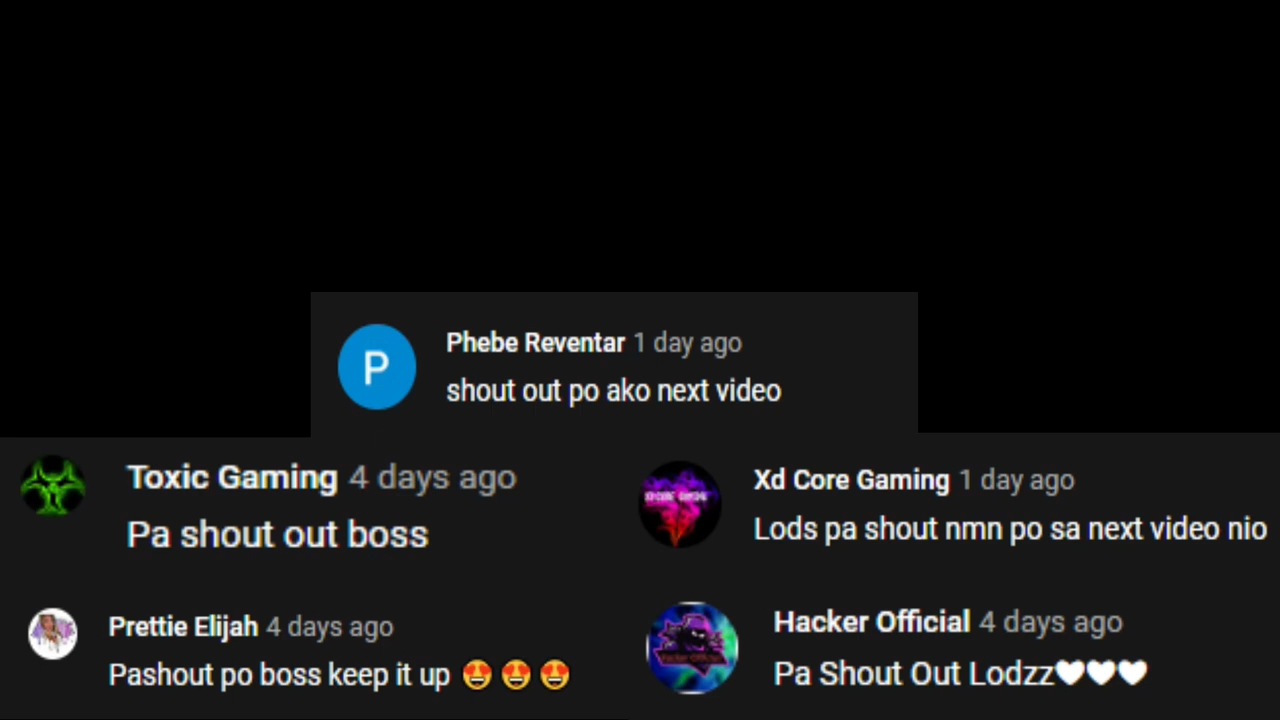 P
Phebe Reventar 1 day ago
shout out po ako next video
Toxic Gaming 4 days ago
Pa shout out boss
Xd Core Gaming 1 day ago
Lods pa shout nmn po sa next video nio
Prettie Elijah 4 days ago
Pashout po boss keep it up 😍 😍 😍
Hacker Official 4 days ago
Pa Shout Out Lodzz🤍🤍🤍